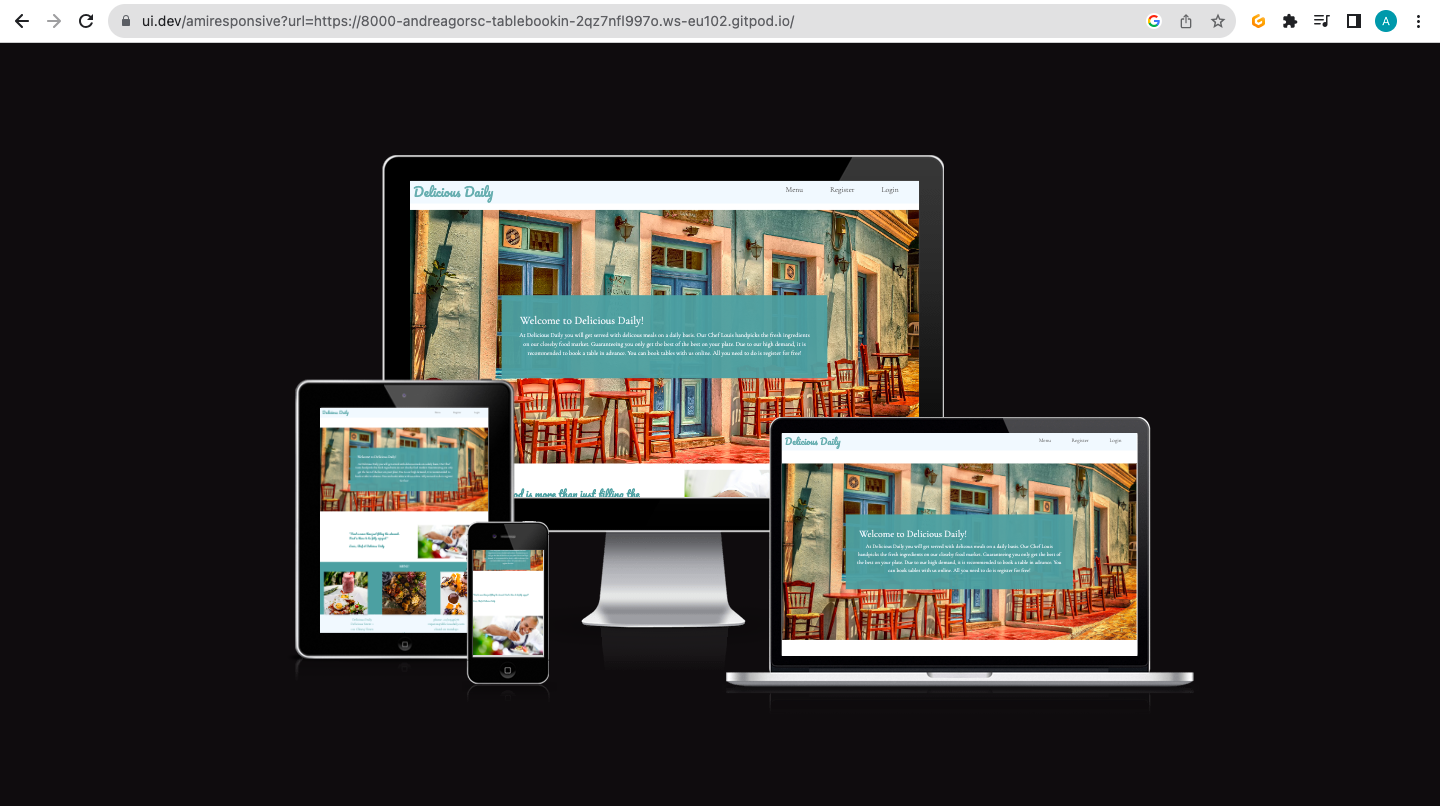 ui.dev/amiresponsive?url=https://8000-andreagorsc-tablebookin-2qz7nfl997o.ws-eu102.gitpod.io/
A
Delicious Daily
Menu Register Login
Welcome to Delicious Daily!
At Delicious Daily you will get served with delicous meals on a daily basis. Our Chef Louis handpicks the fresh ingredients
on our closeby food market. Guaranteeing you only get the best of the best on your plate. Due to our high demand, it is
recommended to book a table in advance. You can book tables with us online. All you need to do is register for free!
is more than just filling the
Delicious Daily
Menu Register Login
Welcome to Delicious Daily!
Delicious Daily
Menu Register Login
Welcome to Delicious Daily!
At Delicious Daily you will get served with delicous meals on a daily basis. Our Chef Louis
handpicks the fresh ingredients on our closeby food market. Guaranteeing you only get the best of
the best on your plate. Due to our high demand, it is recommended to book a table in advance. You
can book tables with us online. All you need to do is register for free!